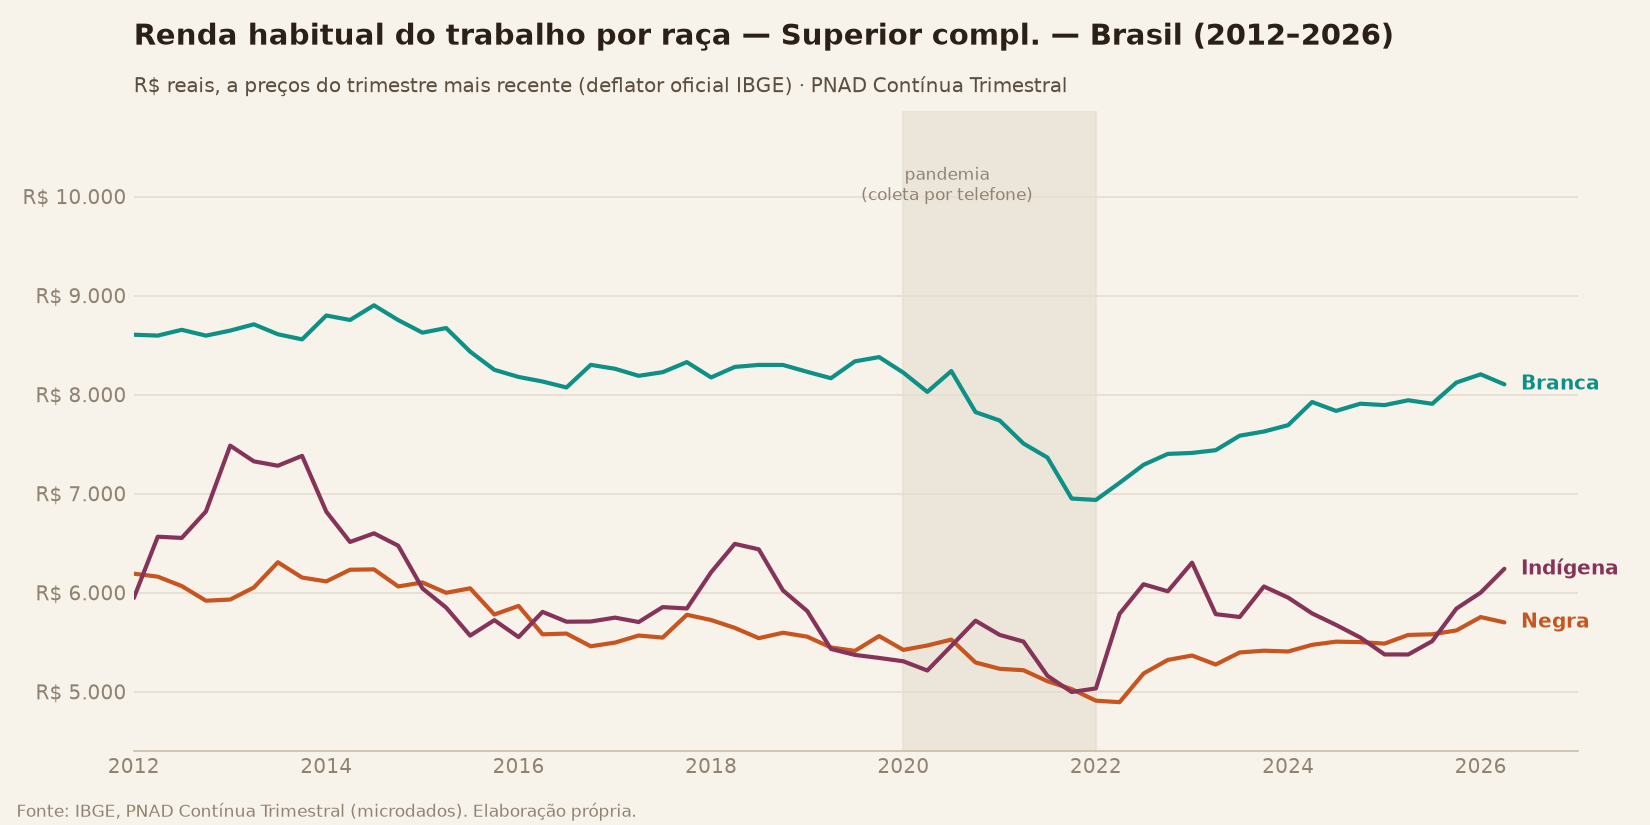 Renda habitual do trabalho por raça — Superior compl. — Brasil (2012–2026)
R$ reais, a preços do trimestre mais recente (deflator oficial IBGE) · PNAD Contínua Trimestral
pandemia
(coleta por telefone)
R$ 10.000
R$ 9.000
R$ 8.000
R$ 7.000
R$ 6.000
R$ 5.000
Branca
Indígena
Negra
2012 2014 2016 2018 2020 2022 2024 2026
Fonte: IBGE, PNAD Contínua Trimestral (microdados). Elaboração própria.